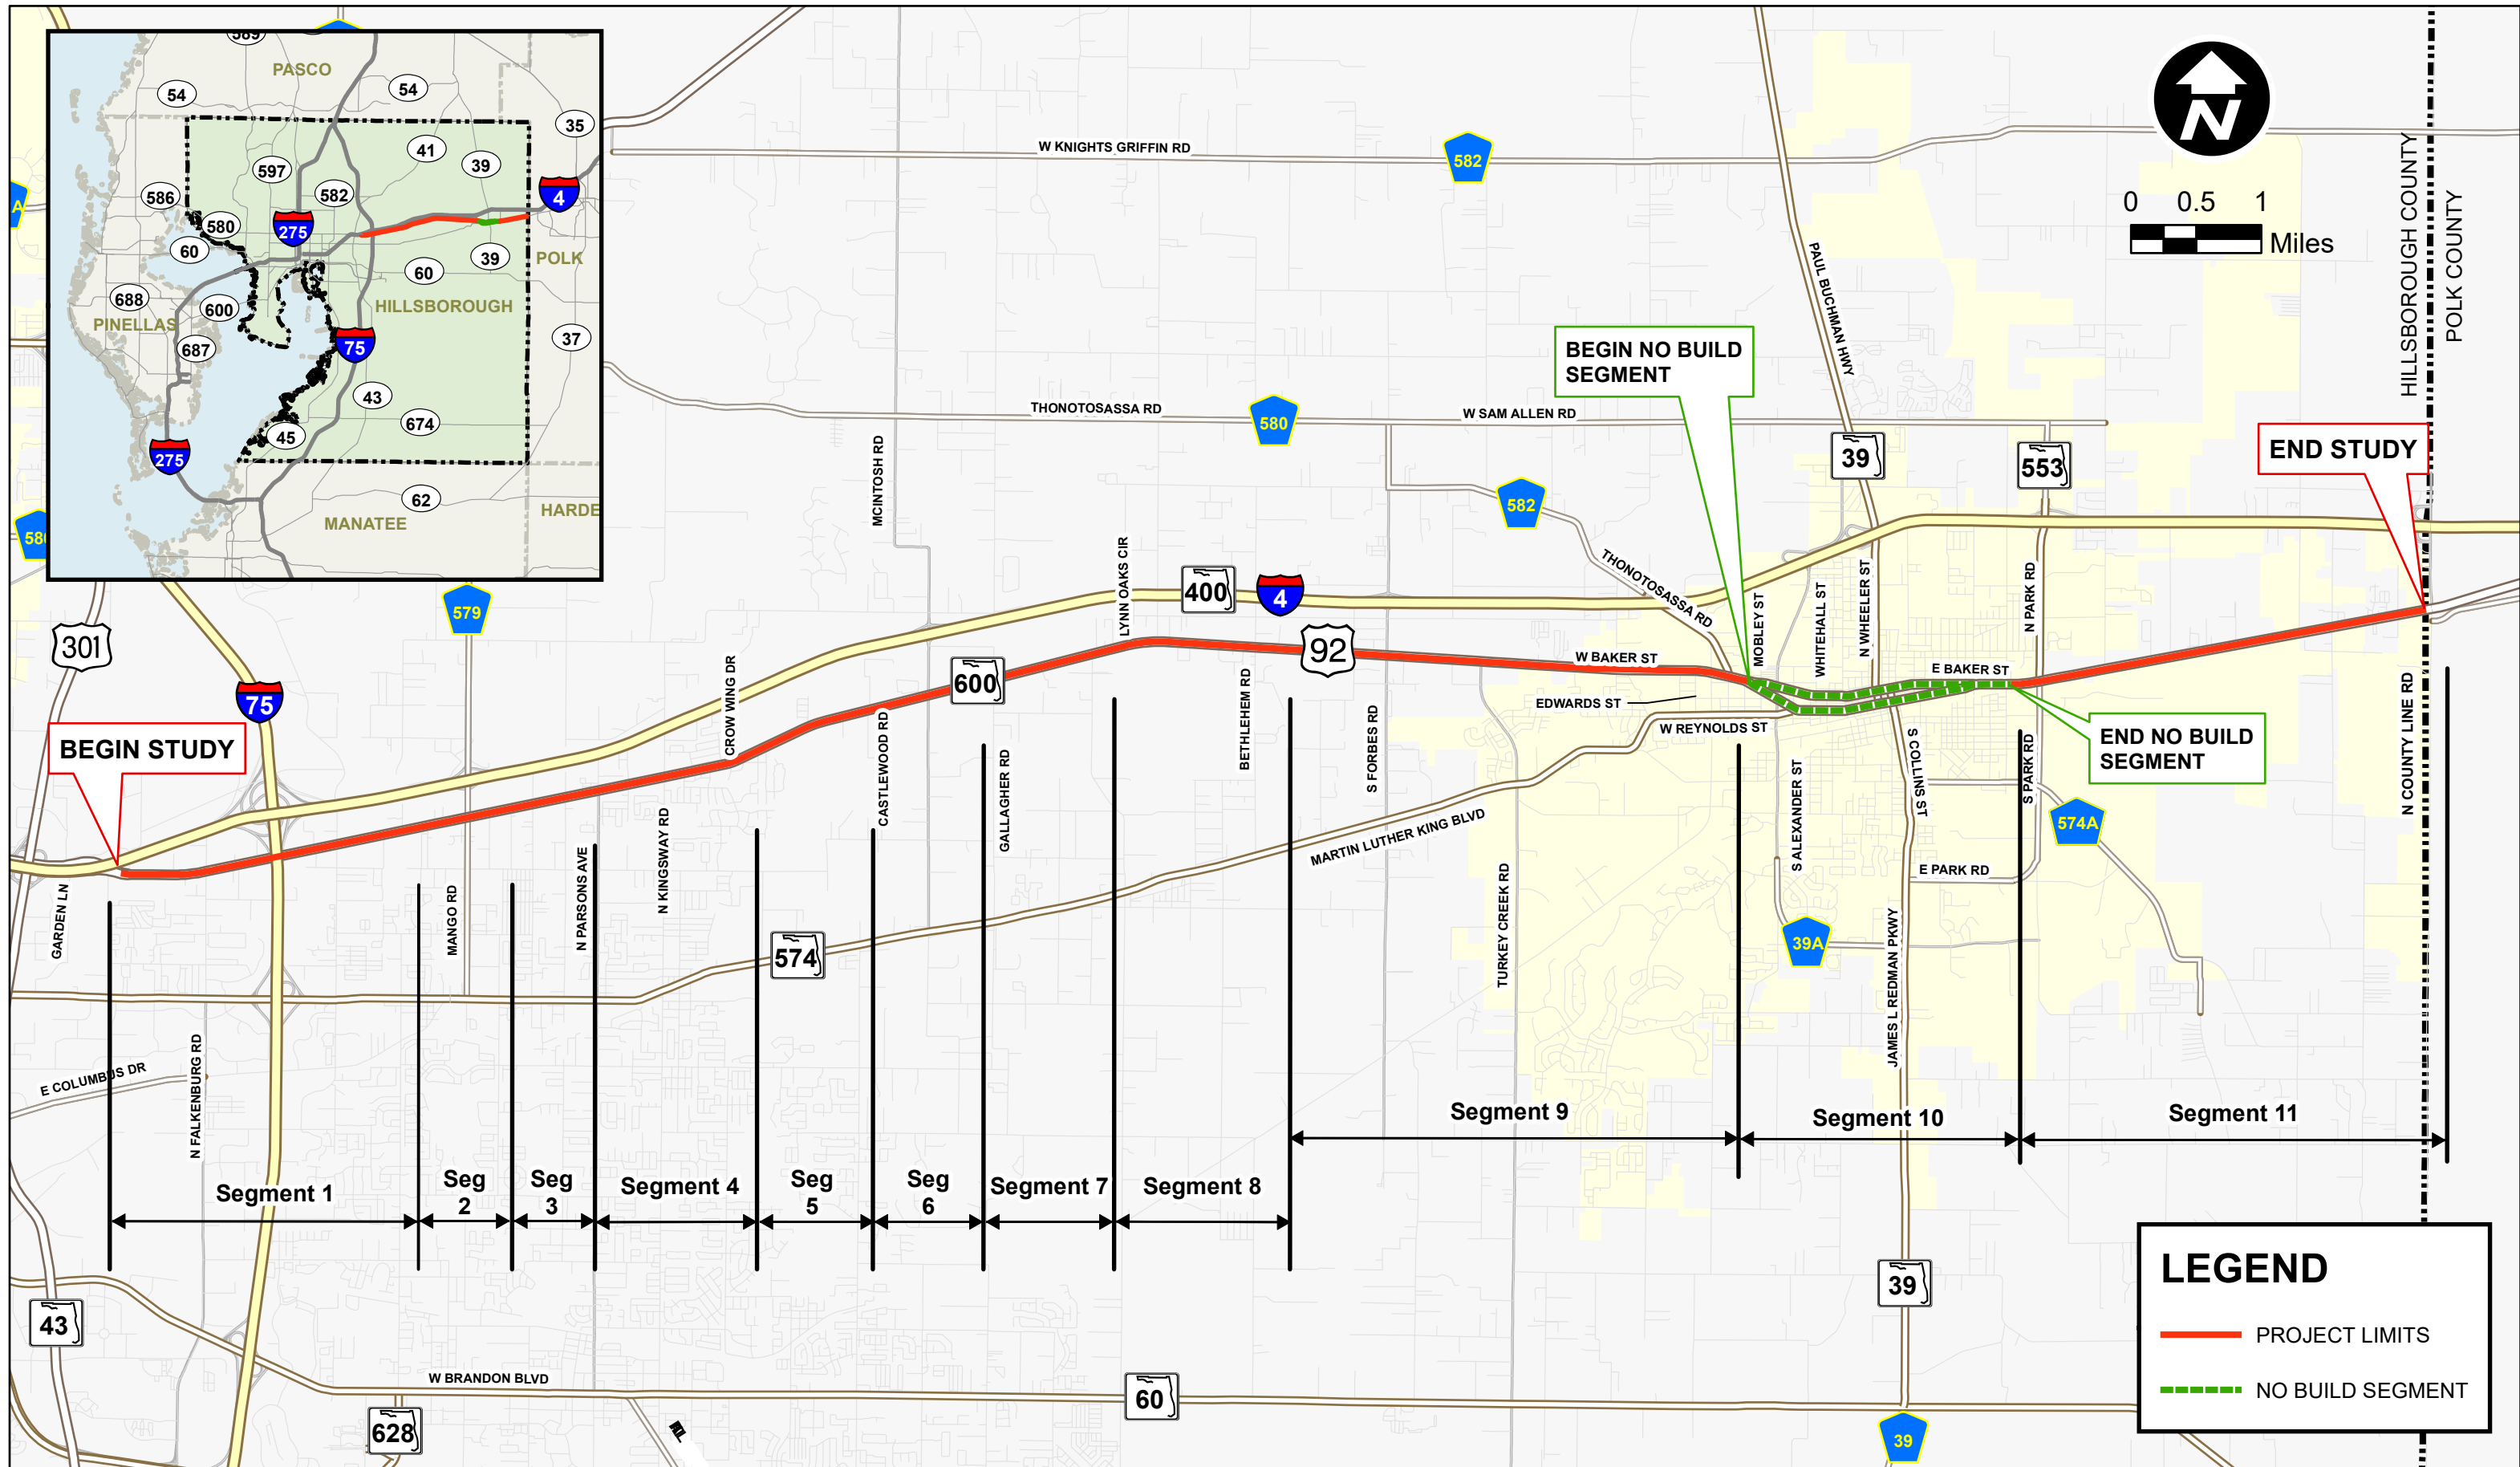 589
PASCO
54
54
35
41
39
597
582
4
586
580
275
60
39
60
POLK
688
HILLSBOROUGH
600
PINELLAS
75
687
37
43
674
45
275
62
MANATEE
HARDE
A
580
W KNIGHTS GRIFFIN RD
582
0 0.5 1
Miles
HILLSBOROUGH COUNTY
POLK COUNTY
N
PAUL BUCHMAN HWY
BEGIN NO BUILD
SEGMENT
THONOTOSASSA RD
580
W SAM ALLEN RD
MCINTOSH RD
39
553
END STUDY
582
LYNN OAKS CIR
400
4
THONOTOSASSA RD
579
301
75
92
600
CROW WING DR
CASTLEWOOD RD
GALLAGHER RD
BETHLEHEM RD
S FORBES RD
W BAKER ST
MOBLEY ST
WHITEHALL ST
N WHEELER ST
N PARK RD
E BAKER ST
EDWARDS ST
W REYNOLDS ST
S COLLINS ST
S PARK RD
END NO BUILD
SEGMENT
N COUNTY LINE RD
BEGIN STUDY
GARDEN LN
MANGO RD
N PARSONS AVE
N KINGSWAY RD
574
MARTIN LUTHER KING BLVD
TURKEY CREEK RD
S ALEXANDER ST
574A
E PARK RD
39A
JAMES L REDMAN PKWY
E COLUMBUS DR
N FALKENBURG RD
Segment 9
Segment 10
Segment 11
Segment 1
Seg
2
Seg
3
Segment 4
Seg
5
Seg
6
Segment 7
Segment 8
43
39
W BRANDON BLVD
60
628
39
LEGEND
PROJECT LIMITS
NO BUILD SEGMENT